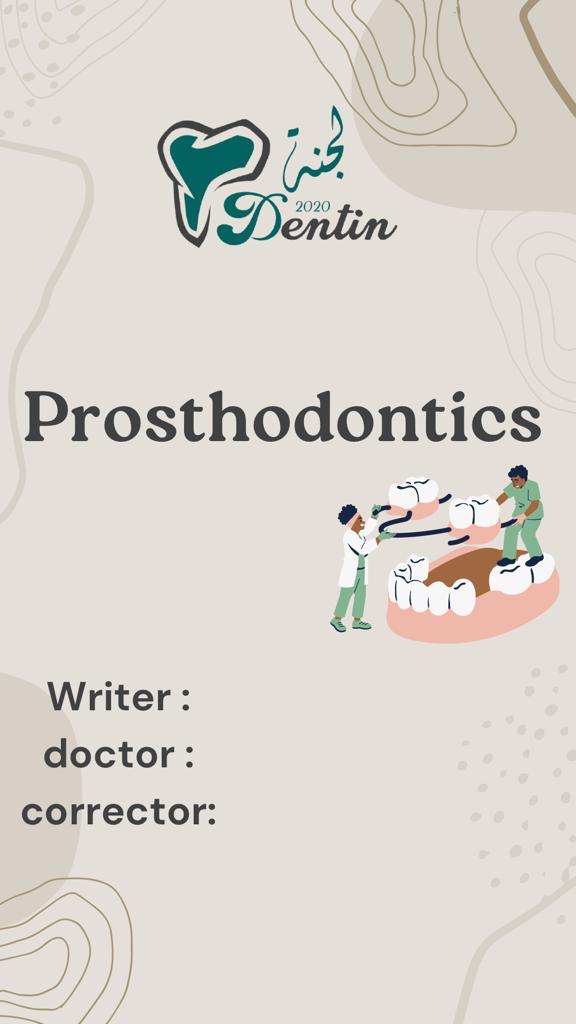 لجنة
2020
Dentin
Prosthodontics
Writer :
doctor :
corrector: